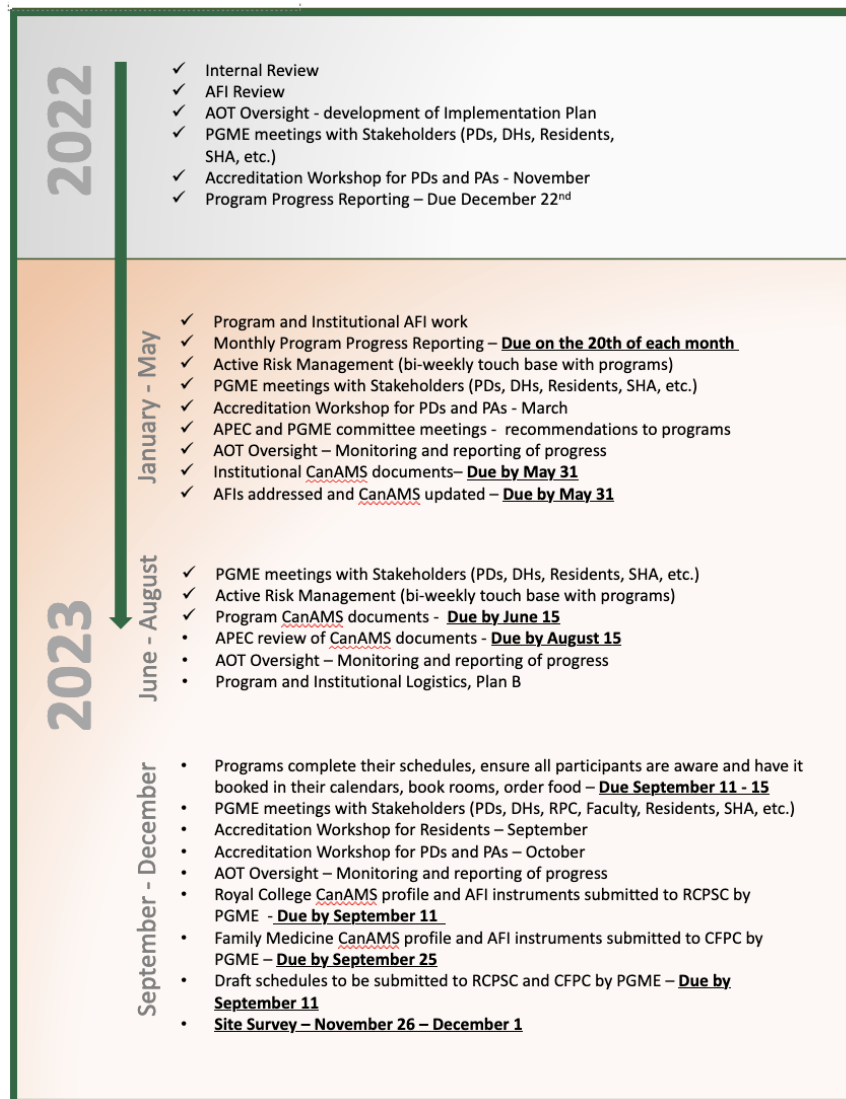 2022
✓ Internal Review
✓ AFI Review
✓ AOT Oversight - development of Implementation Plan
✓ PGME meetings with Stakeholders (PDs, DHs, Residents,
SHA, etc.)
✓ Accreditation Workshop for PDs and PAs - November
✓ Program Progress Reporting – Due December 22nd
2023
January - May
✓ Program and Institutional AFI work
✓ Monthly Program Progress Reporting – Due on the 20th of each month
✓ Active Risk Management (bi-weekly touch base with programs)
✓ PGME meetings with Stakeholders (PDs, DHs, Residents, SHA, etc.)
✓ Accreditation Workshop for PDs and PAs - March
✓ APEC and PGME committee meetings - recommendations to programs
✓ AOT Oversight – Monitoring and reporting of progress
✓ Institutional CanAMS documents– Due by May 31
✓ AFIs addressed and CanAMS updated – Due by May 31
June - August
✓ PGME meetings with Stakeholders (PDs, DHs, Residents, SHA, etc.)
✓ Active Risk Management (bi-weekly touch base with programs)
✓ Program CanAMS documents - Due by June 15
• APEC review of CanAMS documents - Due by August 15
• AOT Oversight – Monitoring and reporting of progress
• Program and Institutional Logistics, Plan B
September - December
• Programs complete their schedules, ensure all participants are aware and have it
booked in their calendars, book rooms, order food – Due September 11 - 15
• PGME meetings with Stakeholders (PDs, DHs, RPC, Faculty, Residents, SHA, etc.)
• Accreditation Workshop for Residents – September
• Accreditation Workshop for PDs and PAs – October
• AOT Oversight – Monitoring and reporting of progress
• Royal College CanAMS profile and AFI instruments submitted to RCPSC by
PGME - Due by September 11
• Family Medicine CanAMS profile and AFI instruments submitted to CFPC by
PGME – Due by September 25
• Draft schedules to be submitted to RCPSC and CFPC by PGME – Due by
September 11
• Site Survey – November 26 – December 1